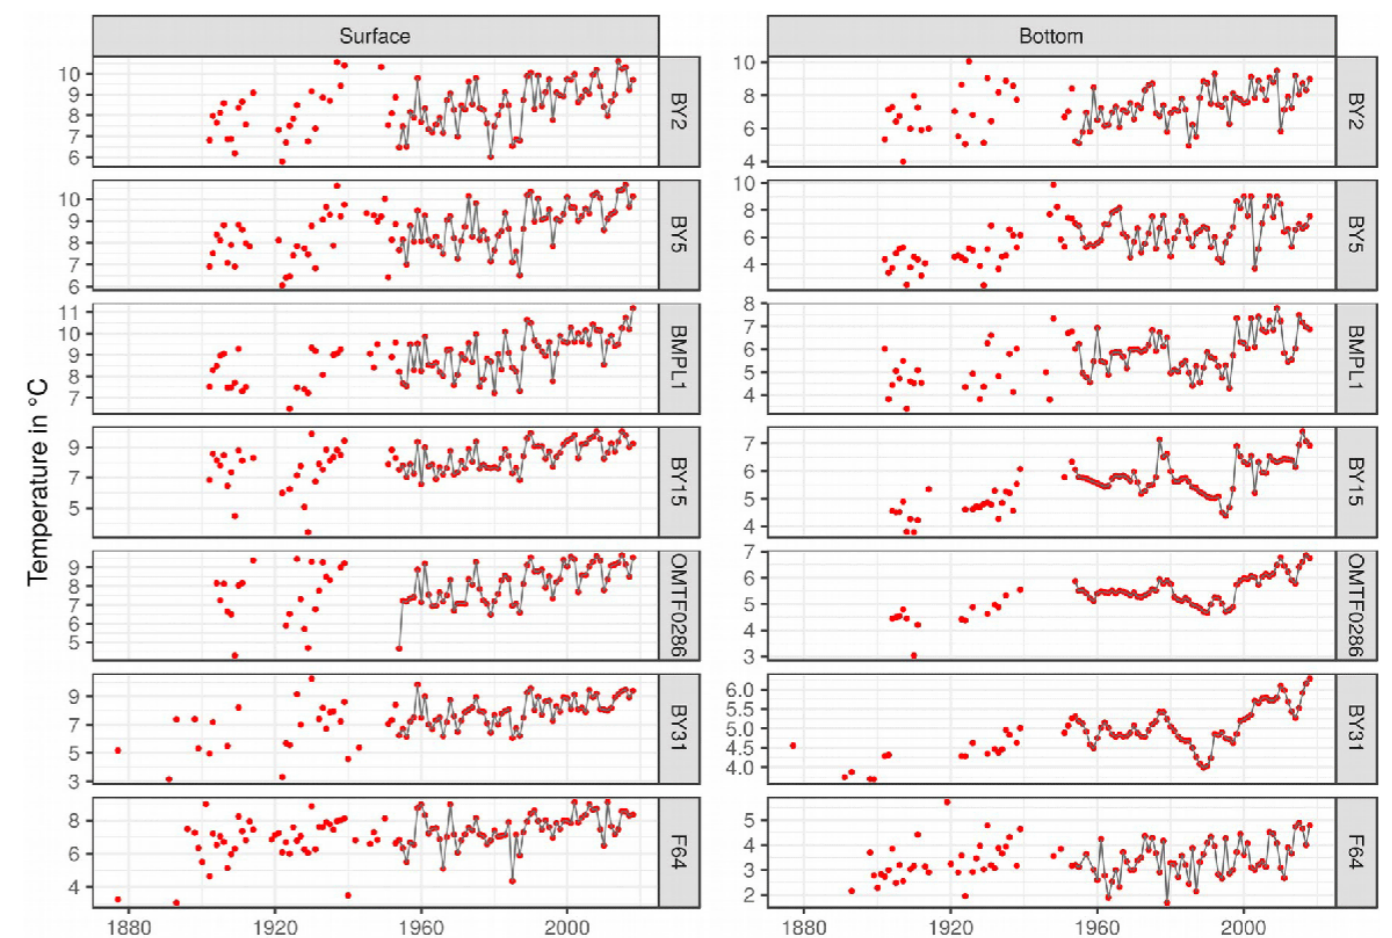 Surface Bottom
Temperature in °C
10 9 8 7 6 BY2 10 8 6 4 BY2
10 9 8 7 6 BY5 10 8 6 4 BY5
11 10 9 8 7 BMPL1 8 7 6 5 4 BMPL1
9 7 5 BY15 7 6 5 4 BY15
9 8 7 6 5 OMTF0286 7 6 5 4 3 OMTF0286
9 7 5 3 BY31 6.0 5.5 5.0 4.5 4.0 BY31
8 6 4 F64 5 4 3 2 F64
1880 1920 1960 2000 1880 1920 1960 2000